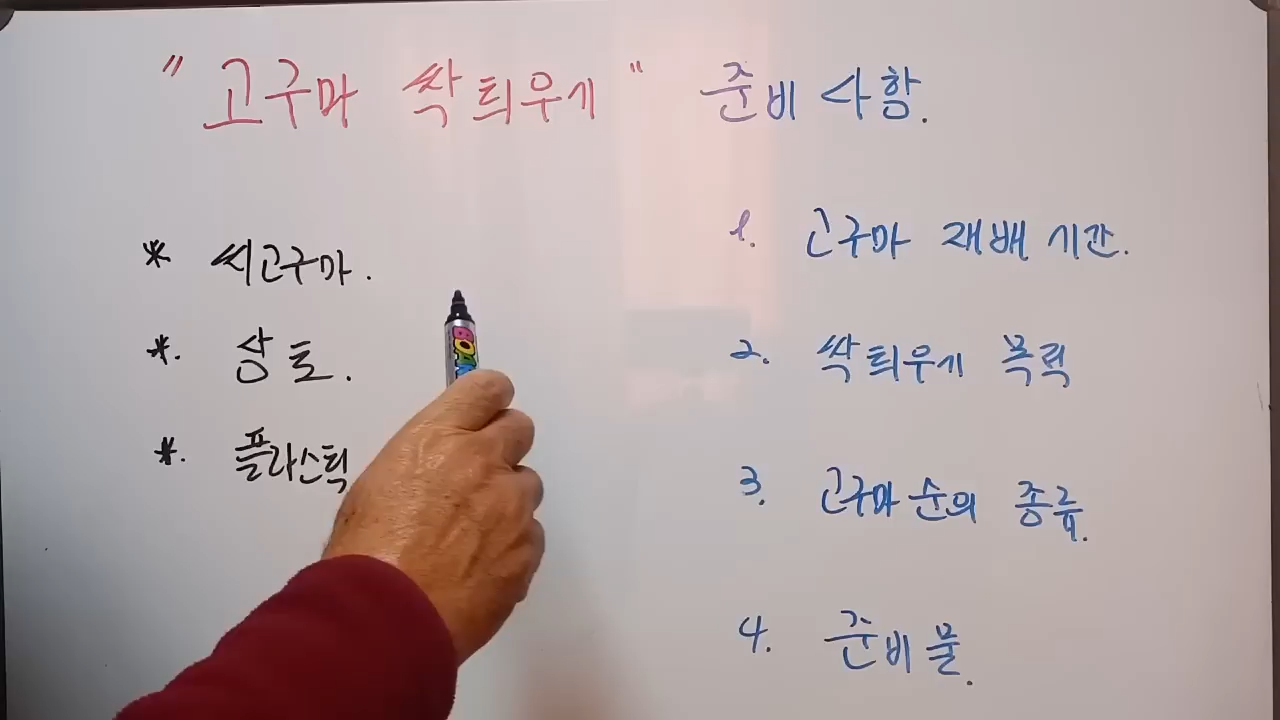 "고구마 싹틔우기" 준비사항.
* 씨고구마.
*. 상토.
*. 플라스틱
1. 고구마 재배 시간.
2. 싹틔우기 목적
3. 고구마 순의 종류.
4. 준비물.